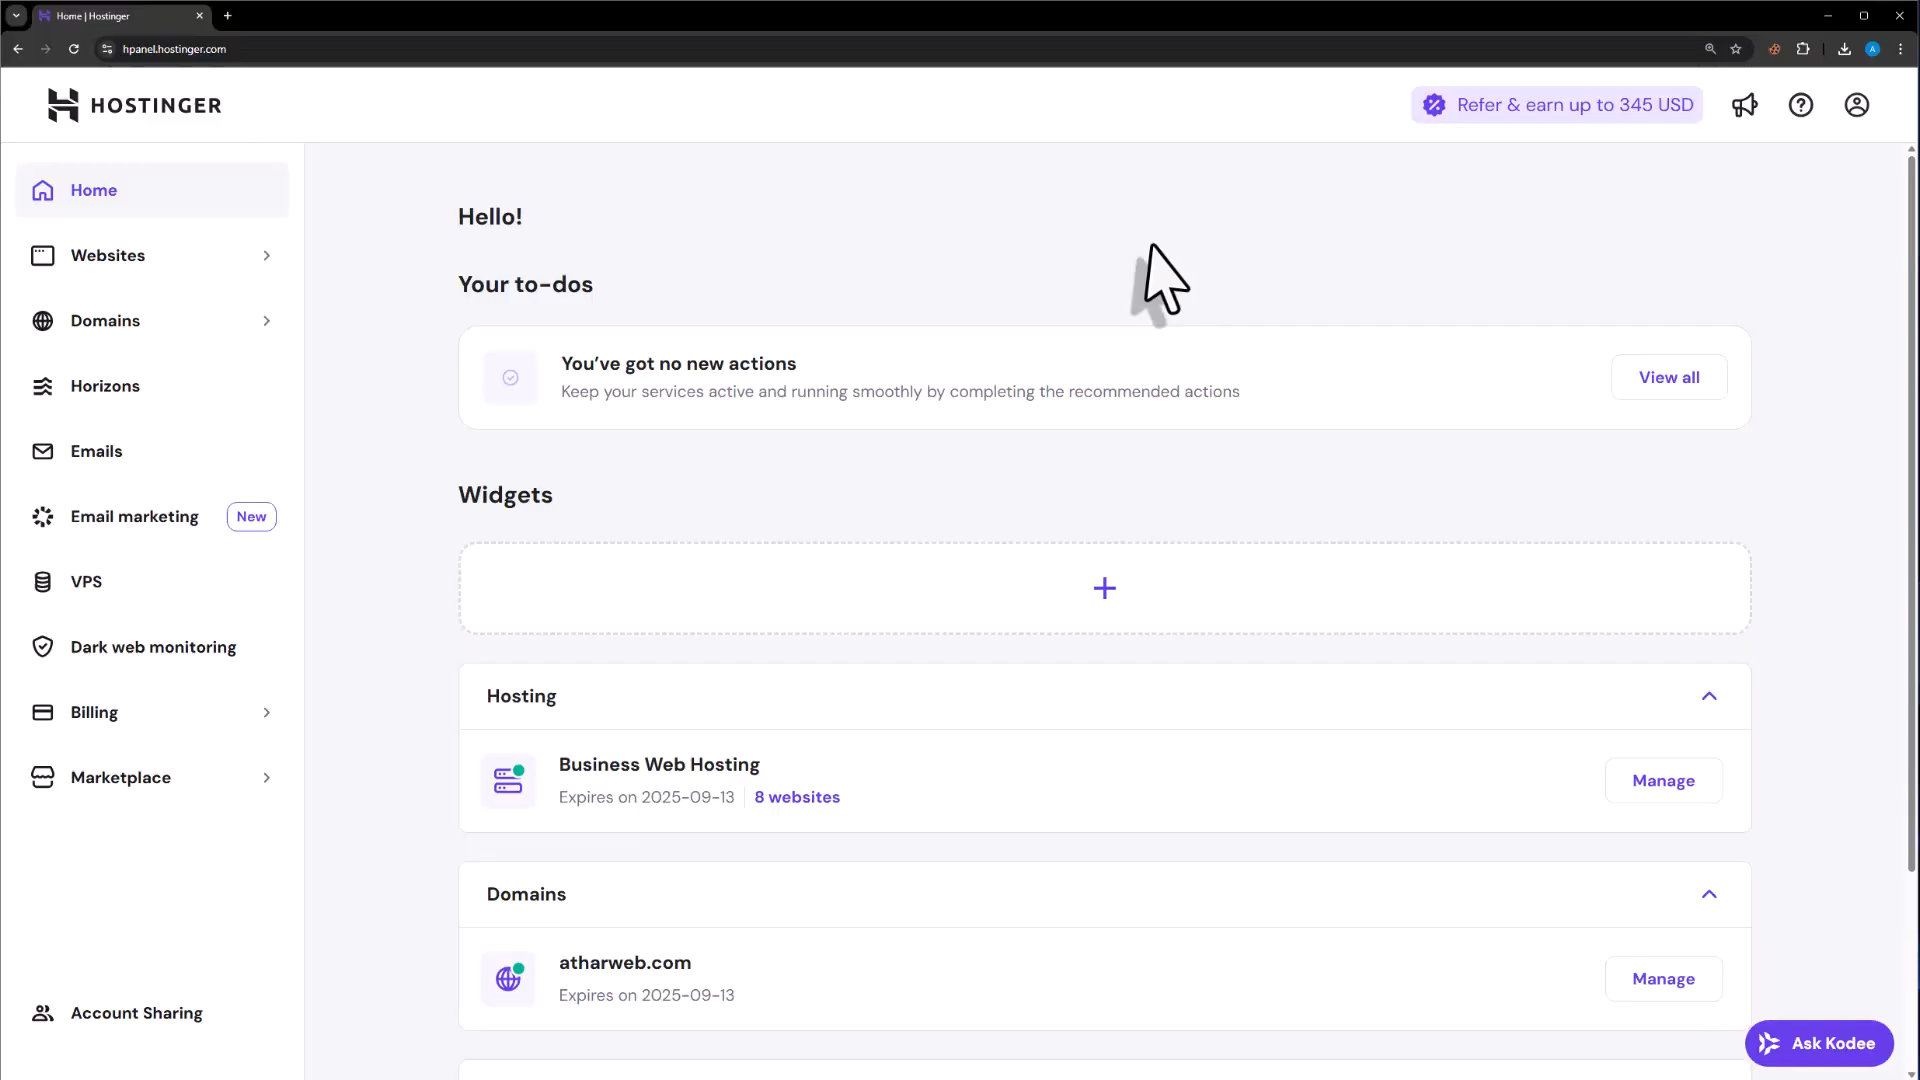 Home | Hostinger
hpanel.hostinger.com
A
HOSTINGER
Refer & earn up to 345 USD
Home
Websites
Domains
Horizons
Emails
Email marketing New
VPS
Dark web monitoring
Billing
Marketplace
Account Sharing
Hello!
Your to-dos
You’ve got no new actions
Keep your services active and running smoothly by completing the recommended actions
View all
Widgets
Hosting
Business Web Hosting
Expires on 2025-09-13 8 websites
Manage
Domains
atharweb.com
Expires on 2025-09-13
Manage
Ask Kodee